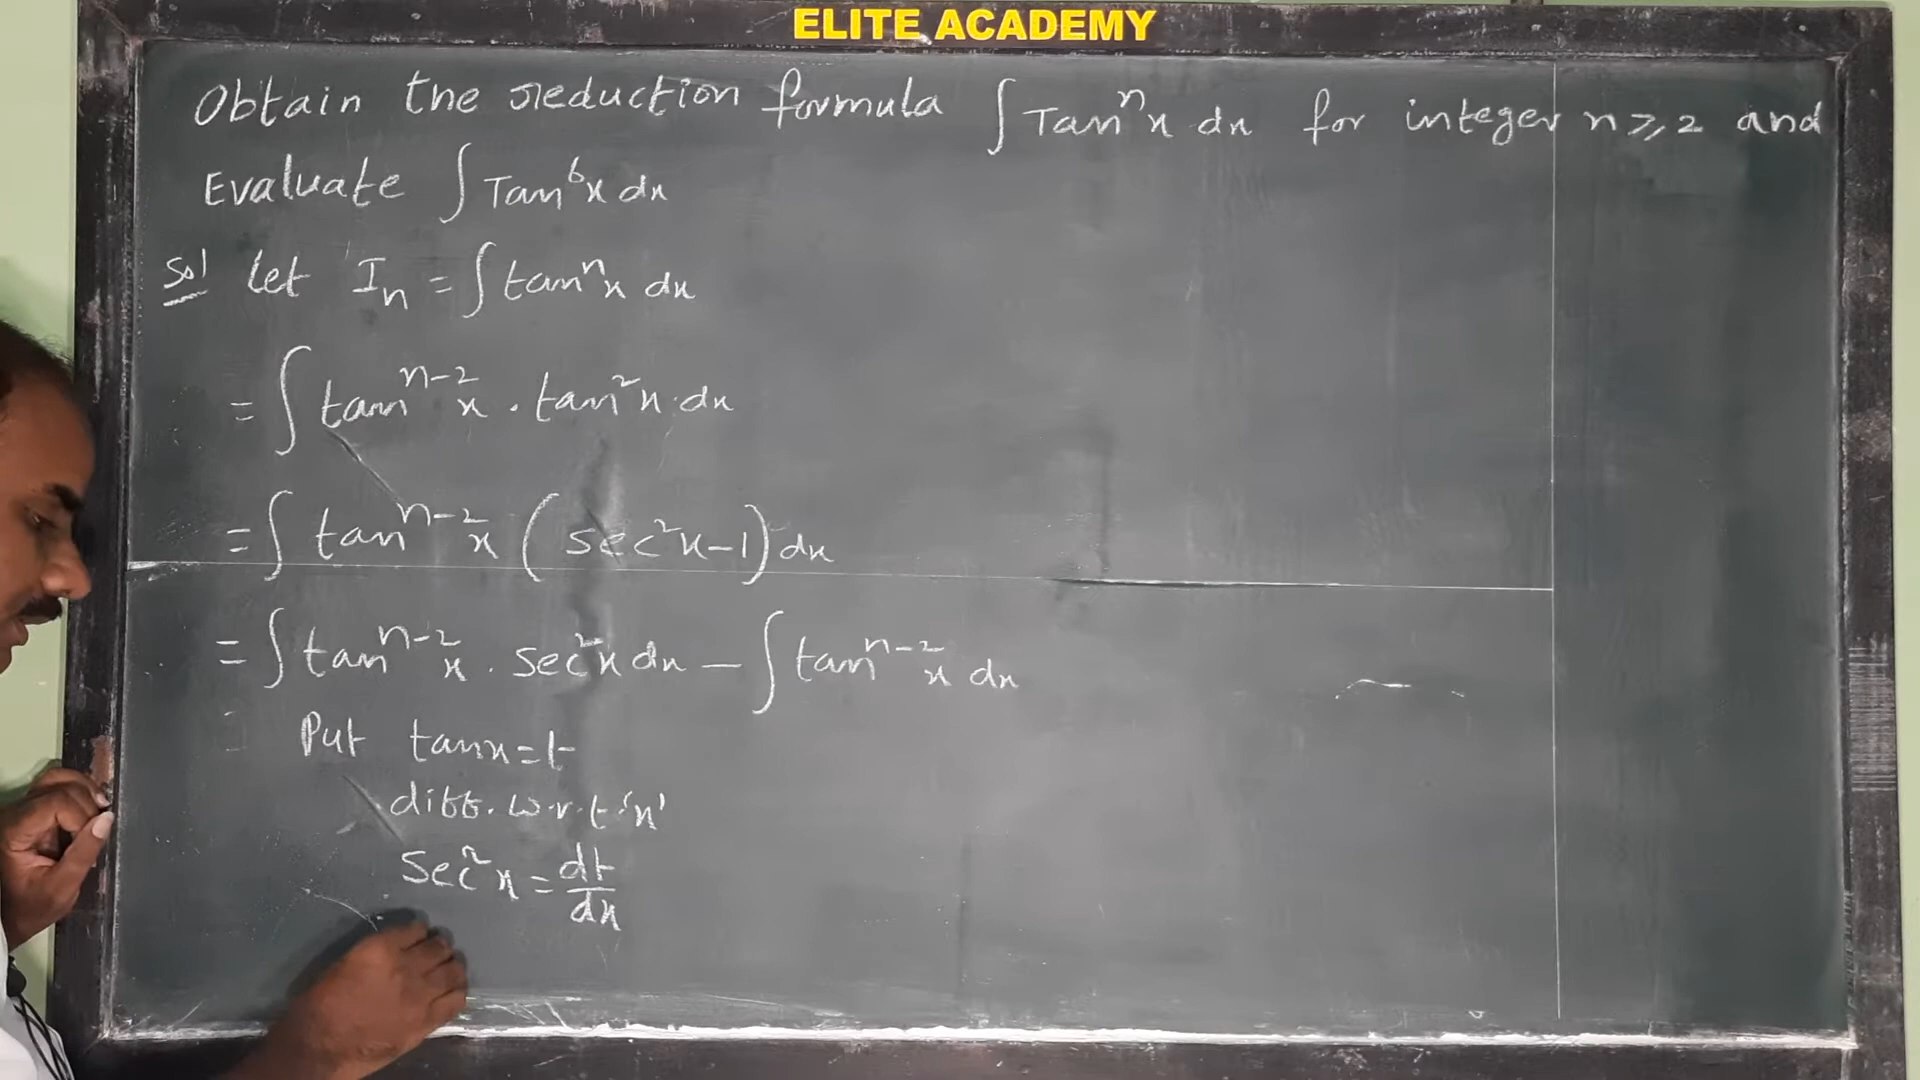 ELITE ACADEMY
Obtain the reduction formula ∫ Tanⁿx dx for integer n ⩾ 2 and
Evaluate ∫ Tan⁶x dx
Sol let Iₙ = ∫ tanⁿx dx
= ∫ tanⁿ⁻²x . tan²x . dx
= ∫ tanⁿ⁻²x (sec²x-1) dx
= ∫ tanⁿ⁻²x . sec²x dx - ∫ tanⁿ⁻²x dx
Put tanx = t
diff. w.r.t 'x'
Sec²x = dt/dx